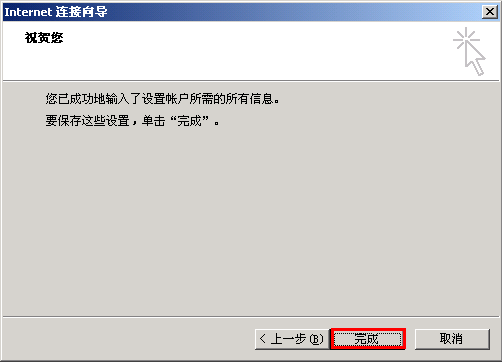 Internet 连接向导
祝贺您
您已成功地输入了设置帐户所需的所有信息。
要保存这些设置，单击“完成”。
< 上一步(B)
完成
取消